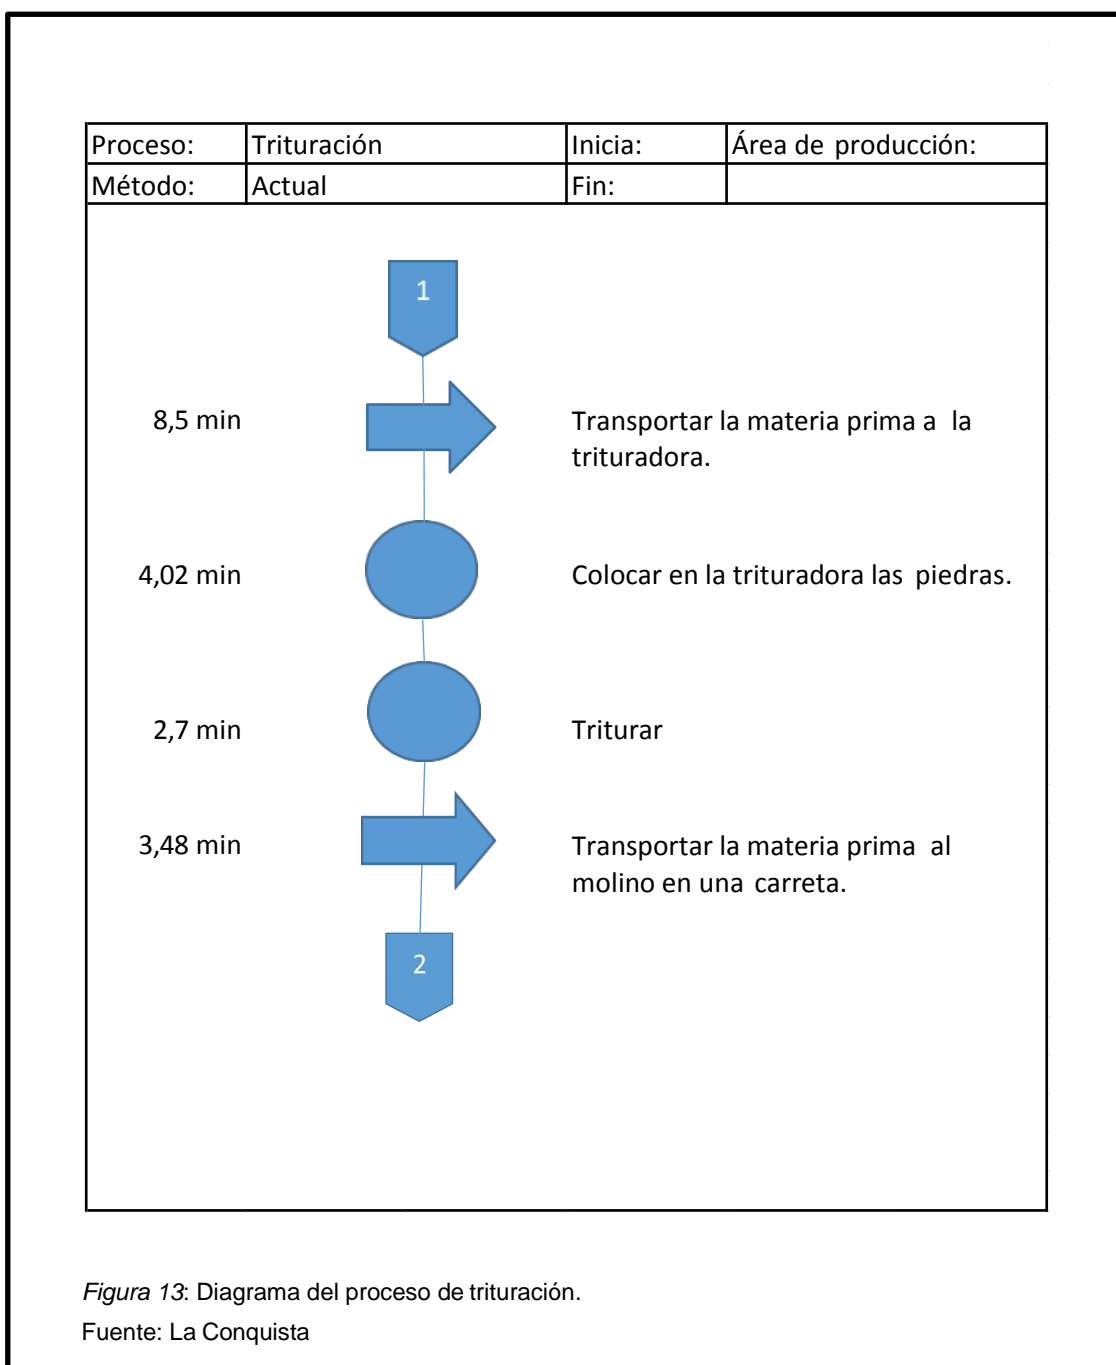 Proceso: Trituración Inicia: Área de producción:
Método: Actual Fin:
1
8,5 min Transportar la materia prima a la
trituradora.
4,02 min Colocar en la trituradora las piedras.
2,7 min Triturar
3,48 min Transportar la materia prima al
molino en una carreta.
2
Figura 13: Diagrama del proceso de trituración.
Fuente: La Conquista